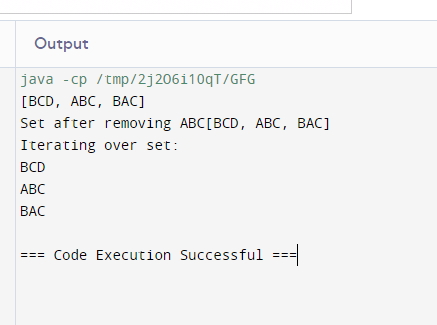 Output
java -cp /tmp/2j2O6i1OqT/GFG
[BCD, ABC, BAC]
Set after removing ABC[BCD, ABC, BAC]
Iterating over set:
BCD
ABC
BAC
=== Code Execution Successful ===